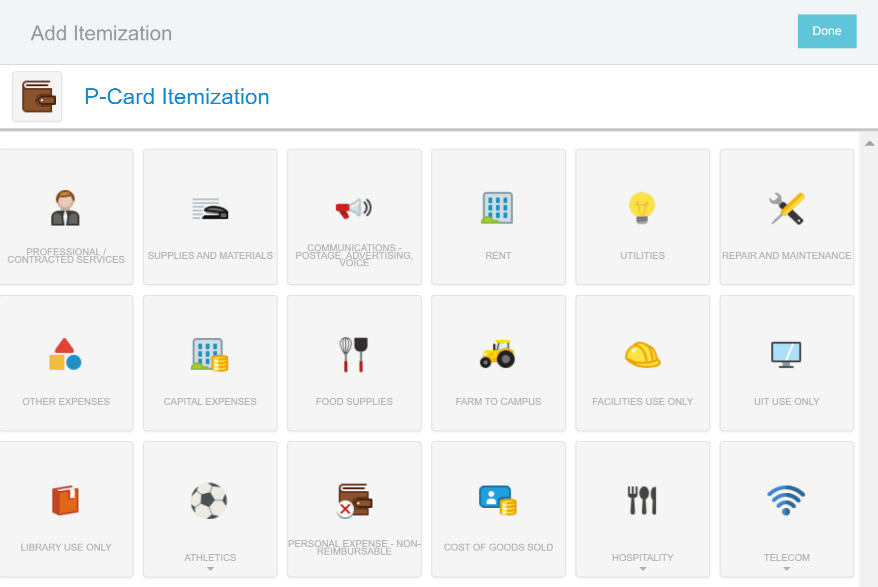 Add Itemization
Done
P-Card Itemization
PROFESSIONAL /
CONTRACTED SERVICES
SUPPLIES AND MATERIALS
COMMUNICATIONS -
POSTAGE, ADVERTISING,
VOICE
RENT
UTILITIES
REPAIR AND MAINTENANCE
OTHER EXPENSES
CAPITAL EXPENSES
FOOD SUPPLIES
FARM TO CAMPUS
FACILITIES USE ONLY
UIT USE ONLY
LIBRARY USE ONLY
ATHLETICS
PERSONAL EXPENSE - NON-
REIMBURSABLE
COST OF GOODS SOLD
HOSPITALITY
TELECOM